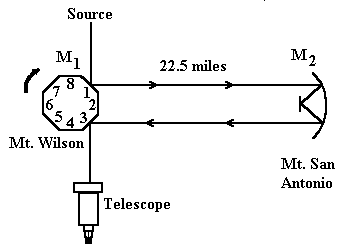 Source
M1
22.5 miles
M2
8
7
1
6
2
5
4
3
Mt. Wilson
Mt. San
Antonio
Telescope